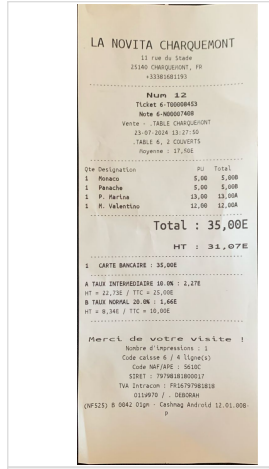 LA NOVITA CHARQUEMONT
11 rue du Stade
25140 CHARQUEMONT, FR
+33381681193
Num 12
Ticket 6-T00008453
Note 6-N00007408
Vente - .TABLE CHARQUEMONT
23-07-2024 13:27:50
.TABLE 6, 2 COUVERTS
Moyenne : 17,50E
Qte Designation PU Total
1 Monaco 5,00 5,00B
1 Panache 5,00 5,00B
1 P. Marina 13,00 13,00A
1 M. Valentino 12,00 12,00A
Total : 35,00E
HT : 31,07E
1 CARTE BANCAIRE : 35,00E
A TAUX INTERMEDIAIRE 10.0% : 2,27E
HT = 22,73E / TTC = 25,00E
B TAUX NORMAL 20.0% : 1,66E
HT = 8,34E / TTC = 10,00E
Merci de votre visite !
Nombre d'impressions : 1
Code caisse 6 / 4 ligne(s)
Code NAF/APE : 5610C
SIRET : 79798181800017
TVA Intracom : FR16797981818
0119970 / . DEBORAH
(NF525) B 0042 01gm - Cashmag Android 12.01.008-
p